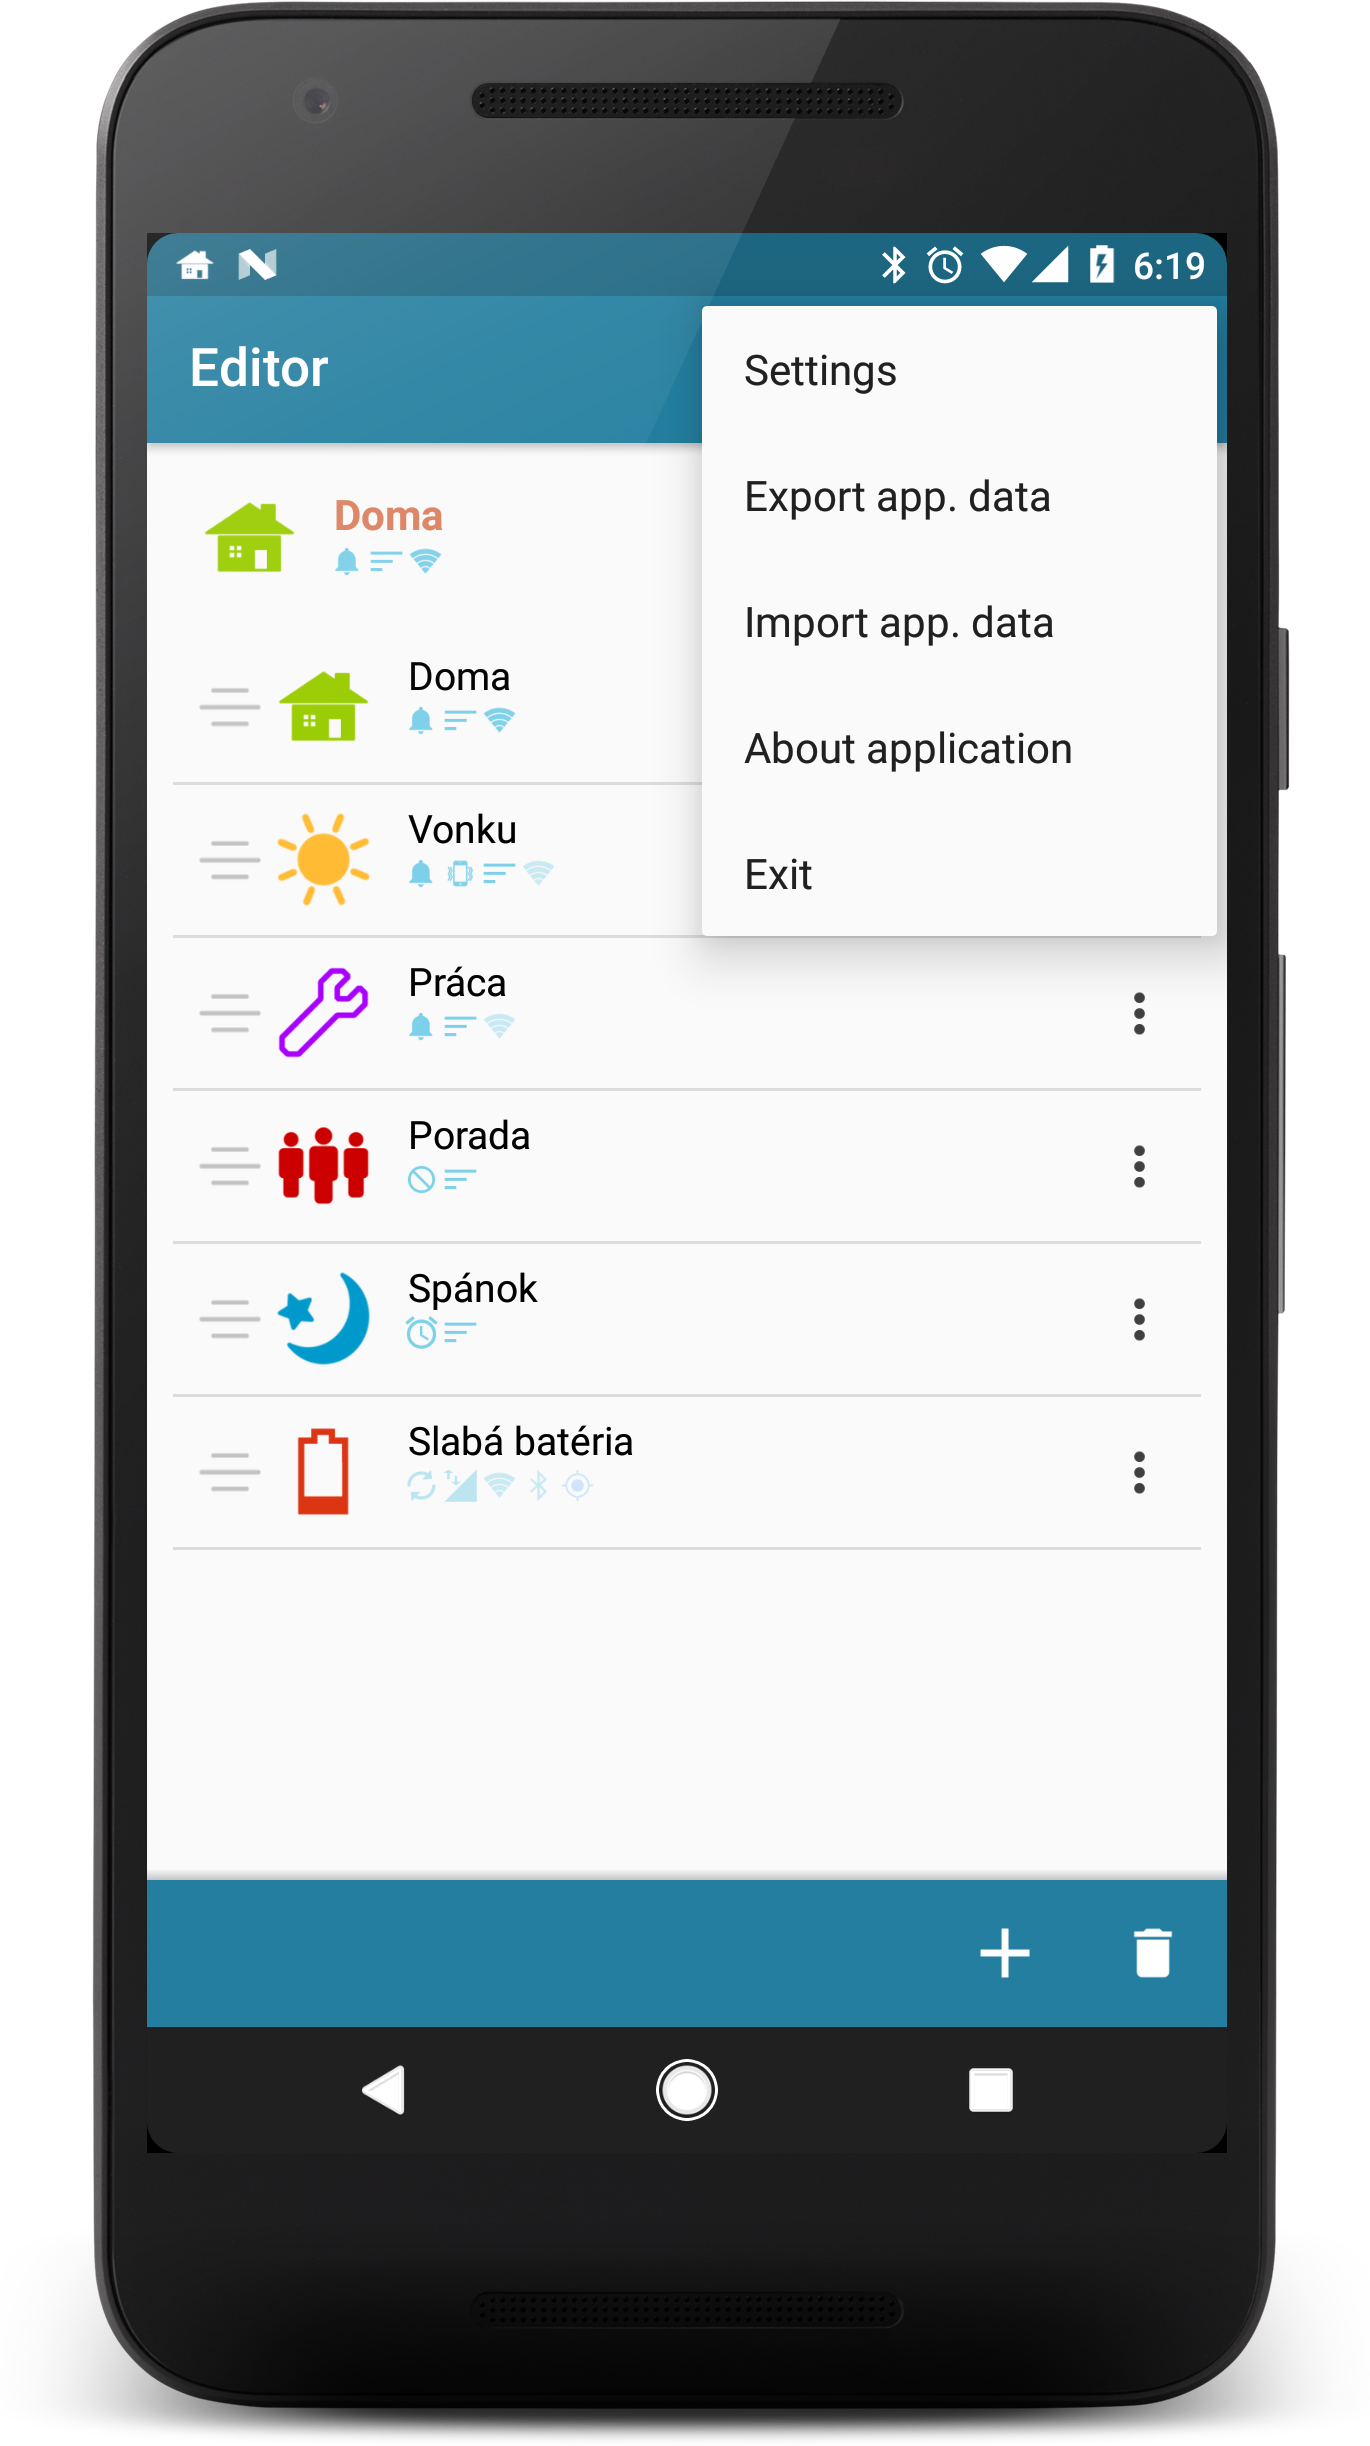 6:19
Editor
Settings
Export app. data
Import app. data
About application
Exit
Doma
Doma
Vonku
Práca
Porada
Spánok
Slabá batéria